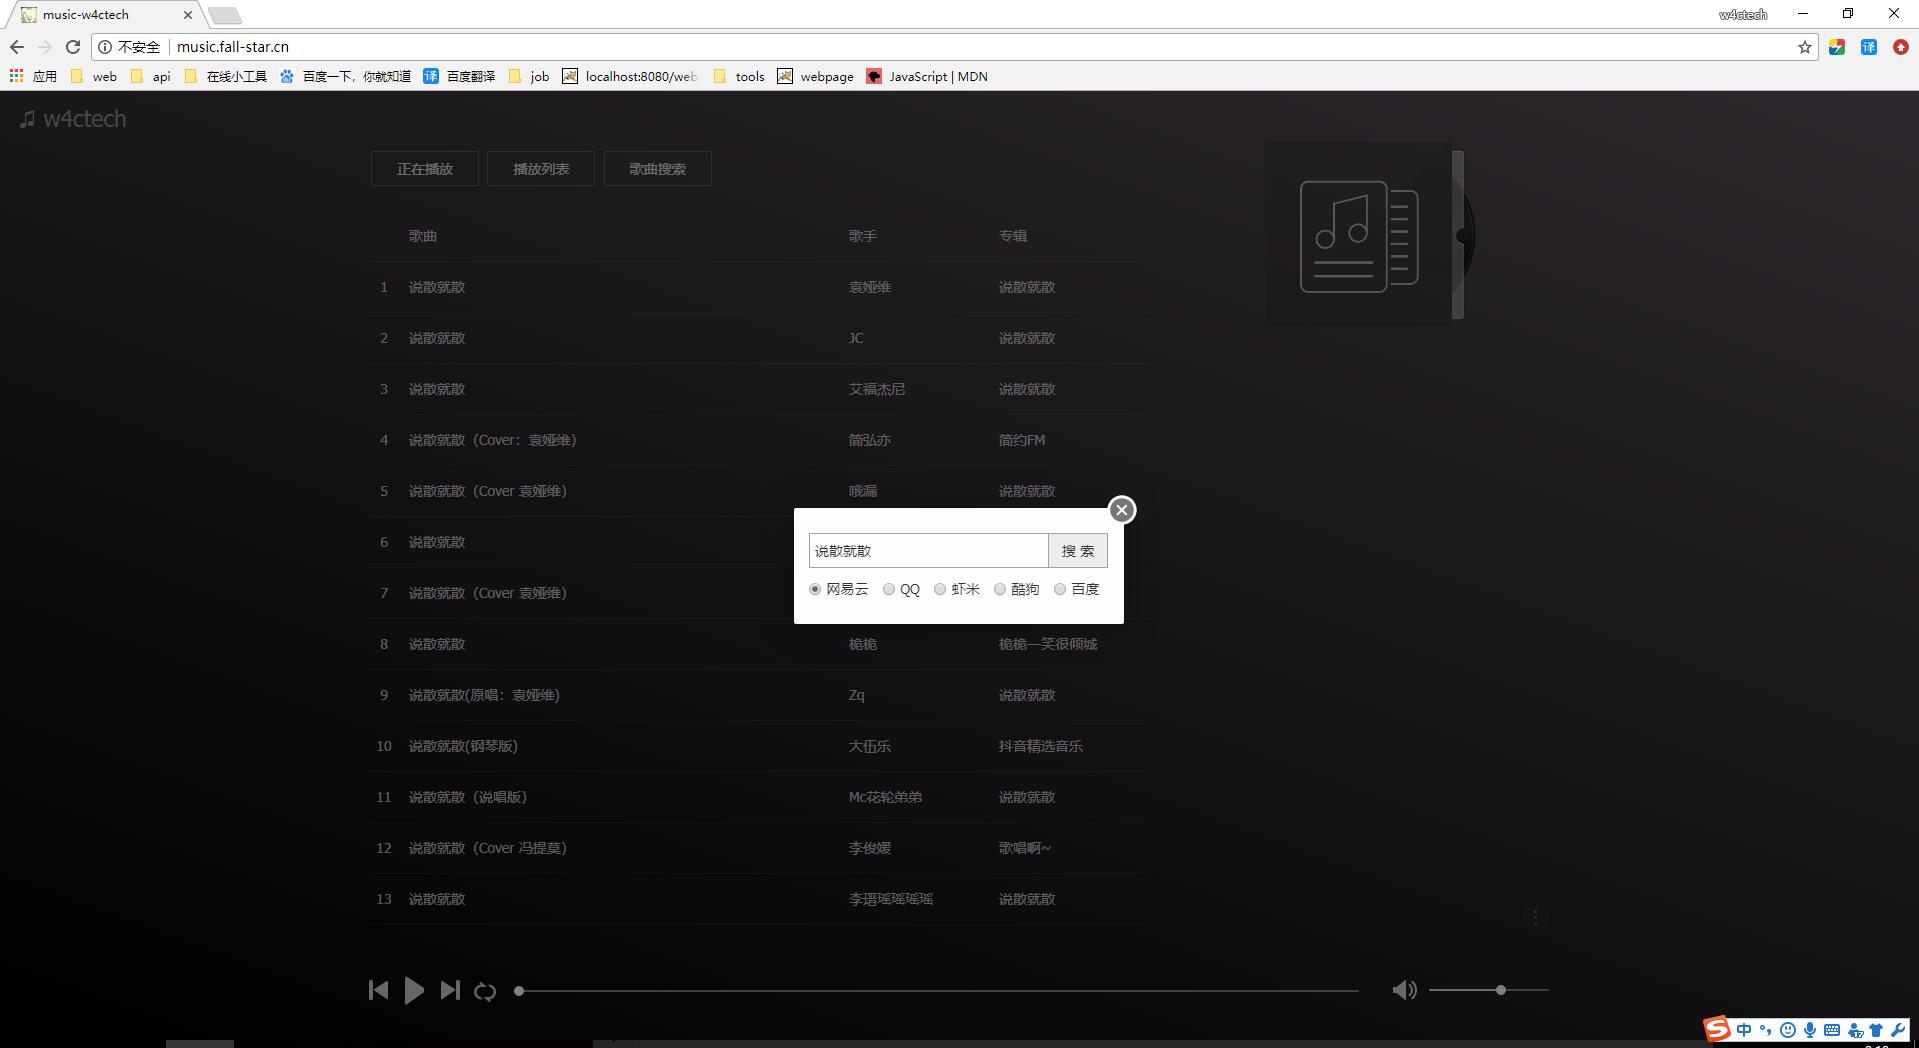 music-w4ctech
w4ctech
不安全 music.fall-star.cn
应用 web api 在线小工具 百度一下，你就知道 百度翻译 job localhost:8080/web tools webpage JavaScript | MDN
w4ctech
正在播放 播放列表 歌曲搜索
歌曲 歌手 专辑
1 说散就散 袁娅维 说散就散
2 说散就散 JC 说散就散
3 说散就散 艾福杰尼 说散就散
4 说散就散（Cover：袁娅维） 简弘亦 简约FM
5 说散就散（Cover 袁娅维） 哦漏 说散就散
6 说散就散
7 说散就散（Cover 袁娅维）
8 说散就散 桅桅 桅桅一笑很倾城
9 说散就散(原唱：袁娅维) Zq 说散就散
10 说散就散(钢琴版) 大伍乐 抖音精选音乐
11 说散就散（说唱版） Mc花轮弟弟 说散就散
12 说散就散（Cover 冯提莫） 李俊媛 歌唱啊~
13 说散就散 李瑨瑶瑶瑶瑶 说散就散
说散就散 搜 索
网易云 QQ 虾米 酷狗 百度
译
中